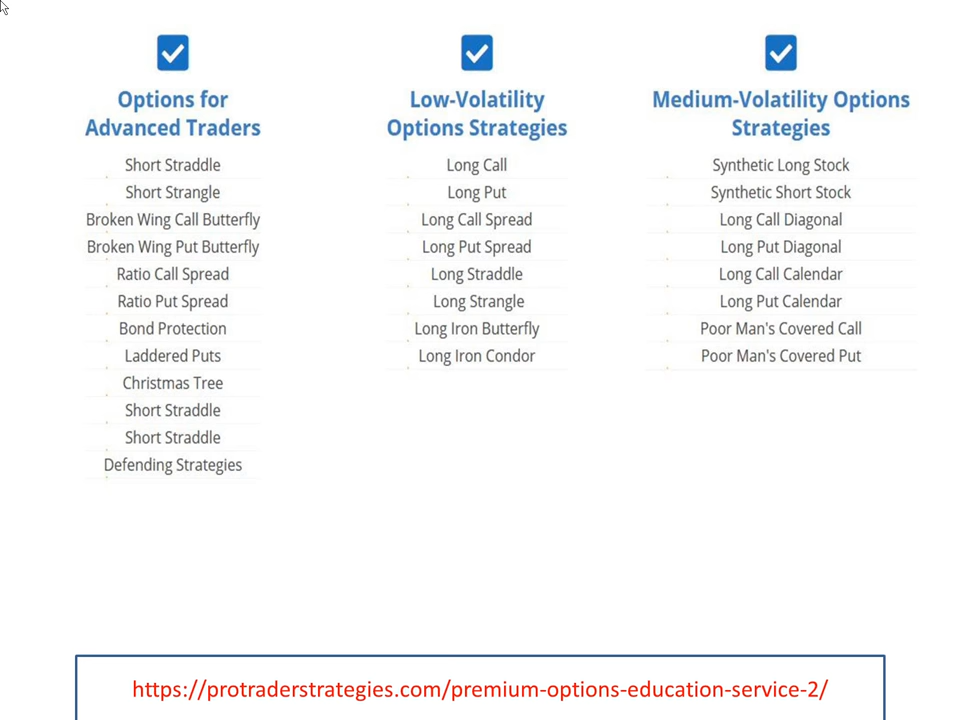 Options for
Advanced Traders
Short Straddle
Short Strangle
Broken Wing Call Butterfly
Broken Wing Put Butterfly
Ratio Call Spread
Ratio Put Spread
Bond Protection
Laddered Puts
Christmas Tree
Short Straddle
Short Straddle
Defending Strategies
Low-Volatility
Options Strategies
Long Call
Long Put
Long Call Spread
Long Put Spread
Long Straddle
Long Strangle
Long Iron Butterfly
Long Iron Condor
Medium-Volatility Options
Strategies
Synthetic Long Stock
Synthetic Short Stock
Long Call Diagonal
Long Put Diagonal
Long Call Calendar
Long Put Calendar
Poor Man's Covered Call
Poor Man's Covered Put
https://protraderstrategies.com/premium-options-education-service-2/